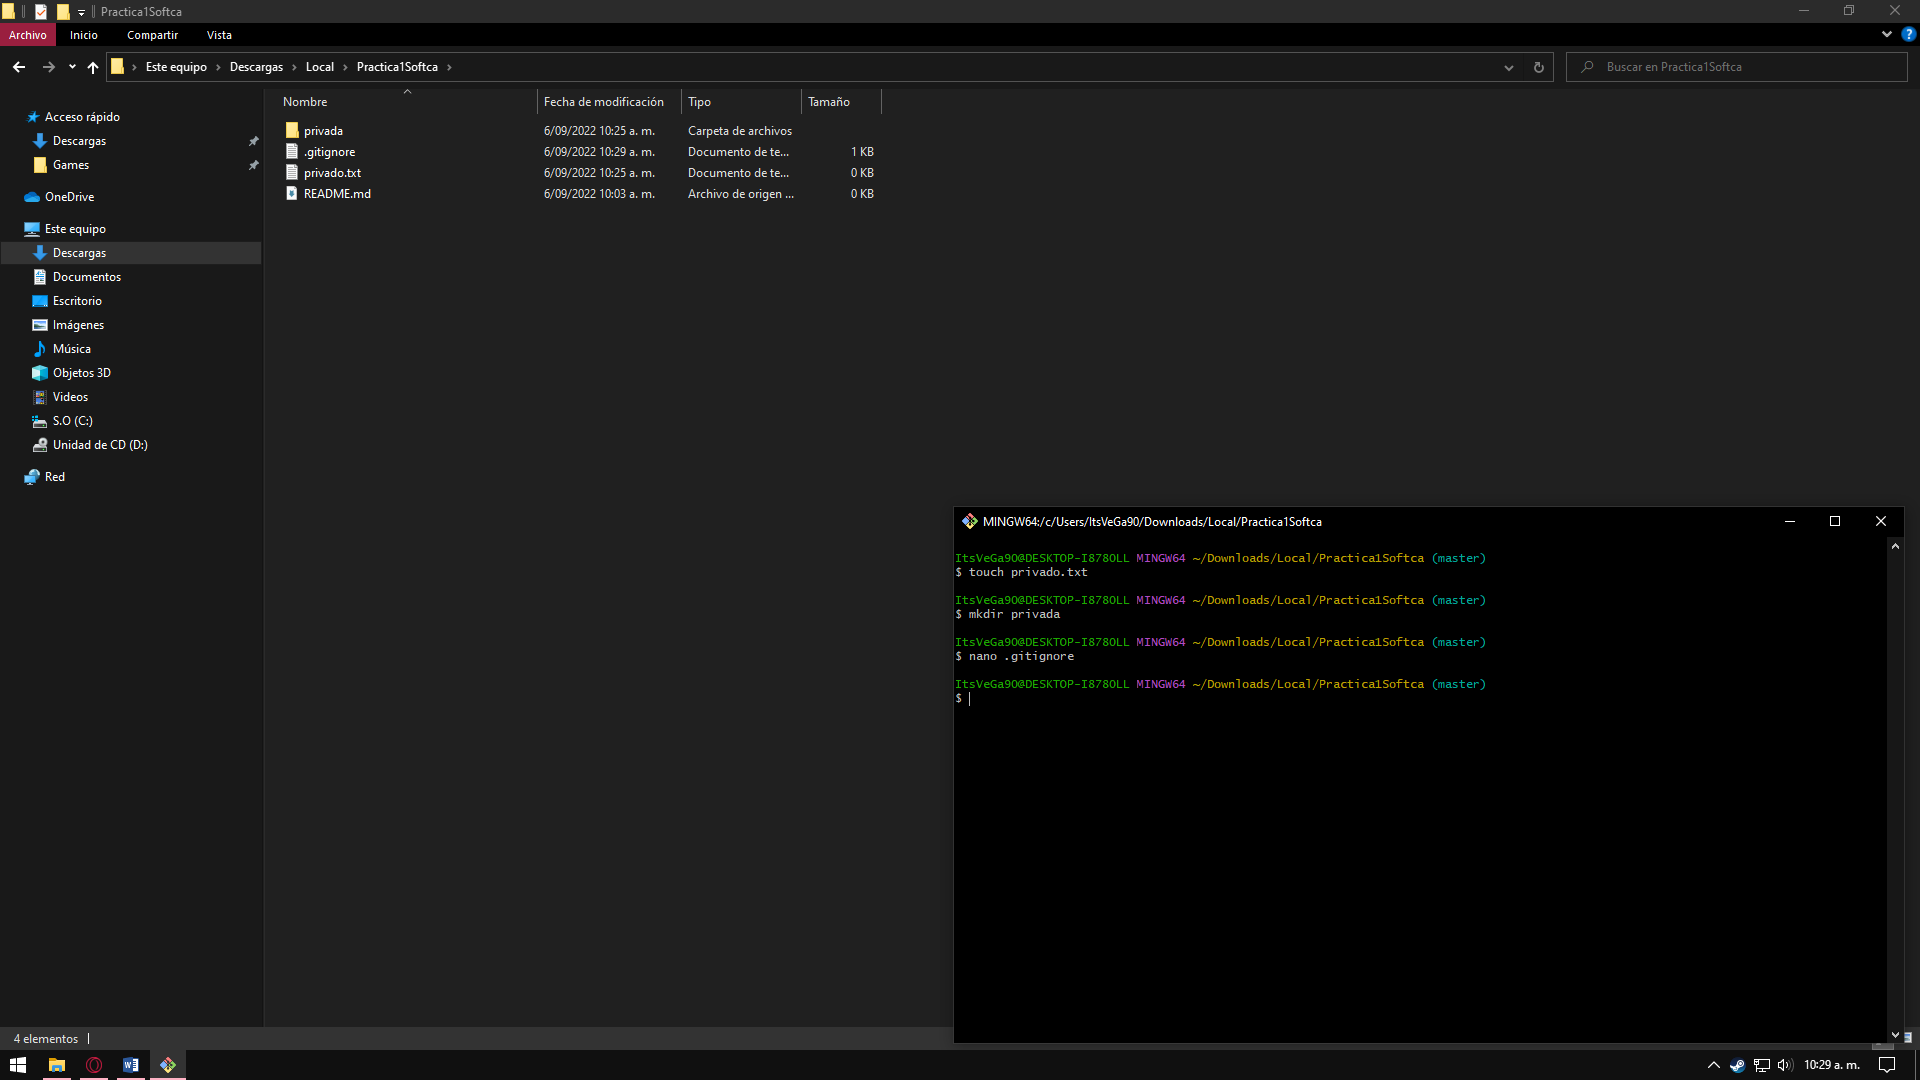 Practica1Softca
Archivo Inicio Compartir Vista
Este equipo Descargas Local Practica1Softca
Buscar en Practica1Softca
Nombre Fecha de modificación Tipo Tamaño
privada 6/09/2022 10:25 a. m. Carpeta de archivos
.gitignore 6/09/2022 10:29 a. m. Documento de te... 1 KB
privado.txt 6/09/2022 10:25 a. m. Documento de te... 0 KB
README.md 6/09/2022 10:03 a. m. Archivo de origen ... 0 KB
Acceso rápido
Descargas
Games
OneDrive
Este equipo
Descargas
Documentos
Escritorio
Imágenes
Música
Objetos 3D
Videos
S.O (C:)
Unidad de CD (D:)
Red
MINGW64:/c/Users/ItsVeGa90/Downloads/Local/Practica1Softca
ItsVeGa90@DESKTOP-I878OLL MINGW64 ~/Downloads/Local/Practica1Softca (master)
$ touch privado.txt
ItsVeGa90@DESKTOP-I878OLL MINGW64 ~/Downloads/Local/Practica1Softca (master)
$ mkdir privada
ItsVeGa90@DESKTOP-I878OLL MINGW64 ~/Downloads/Local/Practica1Softca (master)
$ nano .gitignore
ItsVeGa90@DESKTOP-I878OLL MINGW64 ~/Downloads/Local/Practica1Softca (master)
$
4 elementos
10:29 a. m.